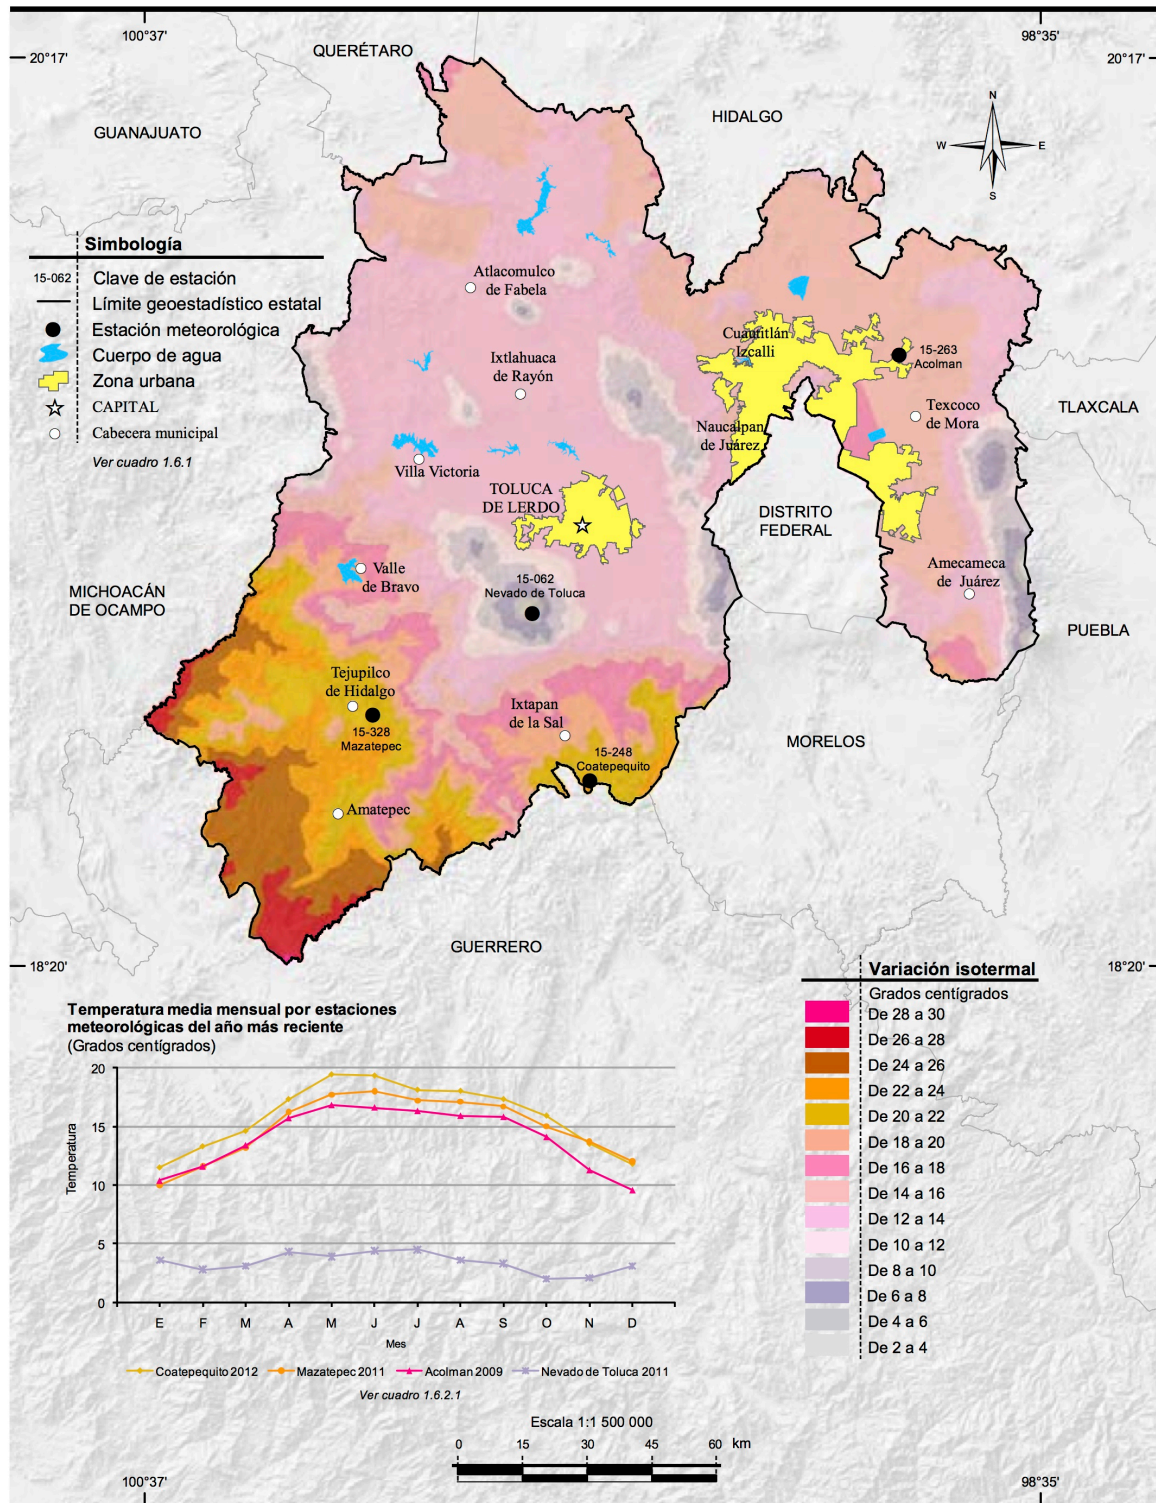 100°37'
98°35'
20°17'
20°17'
QUERÉTARO
GUANAJUATO
HIDALGO
N
W
E
S
Simbología
15-062 Clave de estación
Límite geoestadístico estatal
Estación meteorológica
Cuerpo de agua
Zona urbana
CAPITAL
Cabecera municipal
Ver cuadro 1.6.1
Atlacomulco
de Fabela
Ixtlahuaca
de Rayón
Cuautitlán
Izcalli
15-263
Acolman
Texcoco
de Mora
TLAXCALA
Naucalpan
de Juárez
Villa Victoria
TOLUCA
DE LERDO
DISTRITO
FEDERAL
Valle
de Bravo
15-062
Nevado de Toluca
Amecameca
de Juárez
MICHOACÁN
DE OCAMPO
PUEBLA
Tejupilco
de Hidalgo
15-328
Mazatepec
Ixtapan
de la Sal
15-248
Coatepequito
MORELOS
Amatepec
GUERRERO
18°20'
18°20'
Variación isotermal
Grados centígrados
De 28 a 30
De 26 a 28
De 24 a 26
De 22 a 24
De 20 a 22
De 18 a 20
De 16 a 18
De 14 a 16
De 12 a 14
De 10 a 12
De 8 a 10
De 6 a 8
De 4 a 6
De 2 a 4
Temperatura media mensual por estaciones
meteorológicas del año más reciente
(Grados centígrados)
20
15
10
5
0
Temperatura
E F M A M J J A S O N D
Mes
Coatepequito 2012 Mazatepec 2011 Acolman 2009 Nevado de Toluca 2011
Ver cuadro 1.6.2.1
Escala 1:1 500 000
0 15 30 45 60 km
100°37'
98°35'